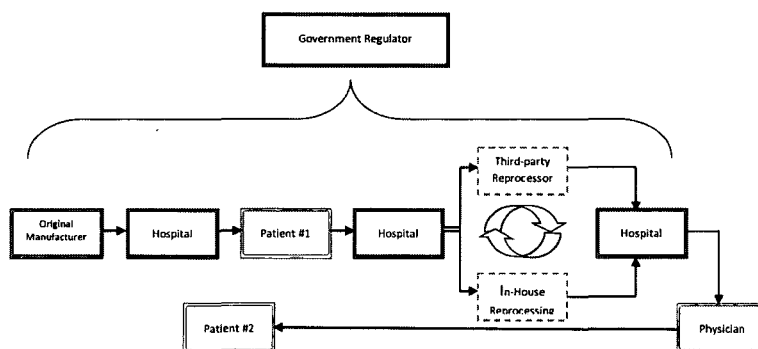 Government Regulator
Third-party
Reprocessor
Original
Manufacturer
Hospital
Patient #1
Hospital
Hospital
In-House
Reprocessing
Patient #2
Physician